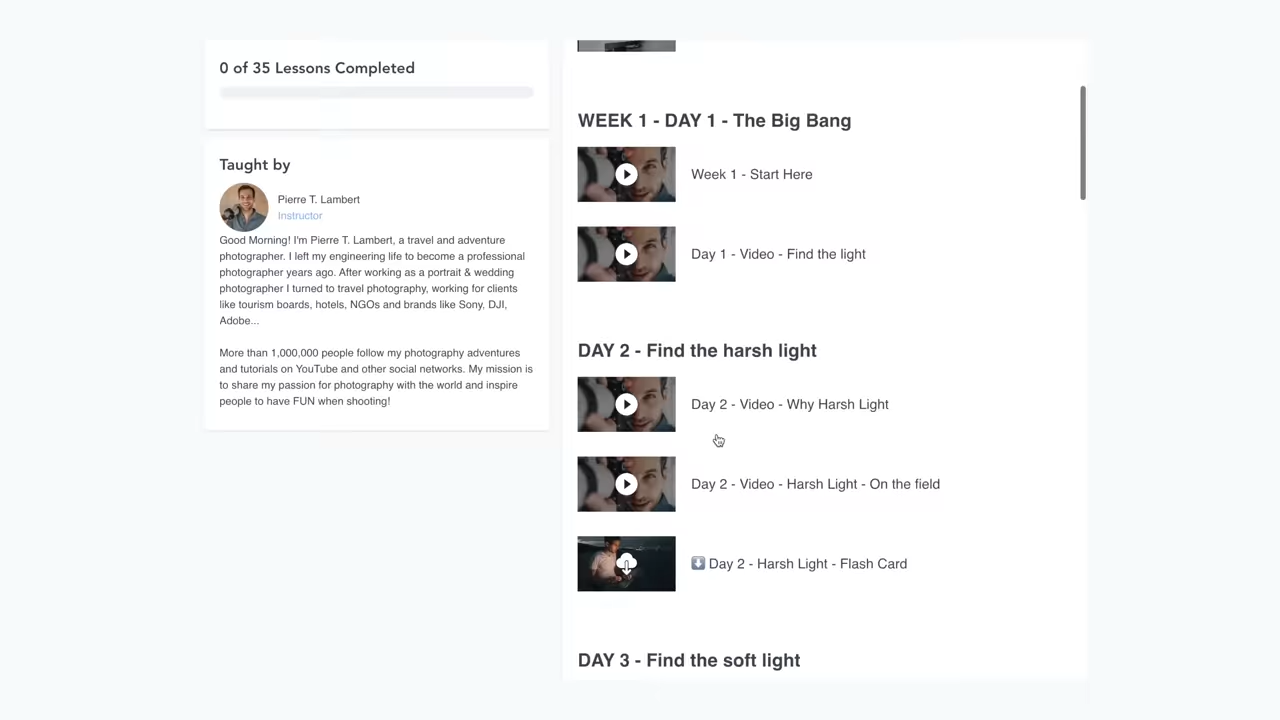 0 of 35 Lessons Completed
Taught by
Pierre T. Lambert
Instructor
Good Morning! I'm Pierre T. Lambert, a travel and adventure
photographer. I left my engineering life to become a professional
photographer years ago. After working as a portrait & wedding
photographer I turned to travel photography, working for clients
like tourism boards, hotels, NGOs and brands like Sony, DJI,
Adobe...
More than 1,000,000 people follow my photography adventures
and tutorials on YouTube and other social networks. My mission is
to share my passion for photography with the world and inspire
people to have FUN when shooting!
WEEK 1 - DAY 1 - The Big Bang
Week 1 - Start Here
Day 1 - Video - Find the light
DAY 2 - Find the harsh light
Day 2 - Video - Why Harsh Light
Day 2 - Video - Harsh Light - On the field
⬇️ Day 2 - Harsh Light - Flash Card
DAY 3 - Find the soft light